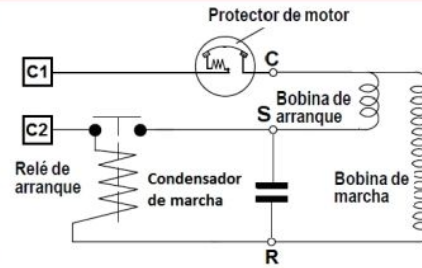 Protector de motor
C1
C
C2
S
Bobina de
arranque
Relé de
arranque
Condensador
de marcha
Bobina de
marcha
R